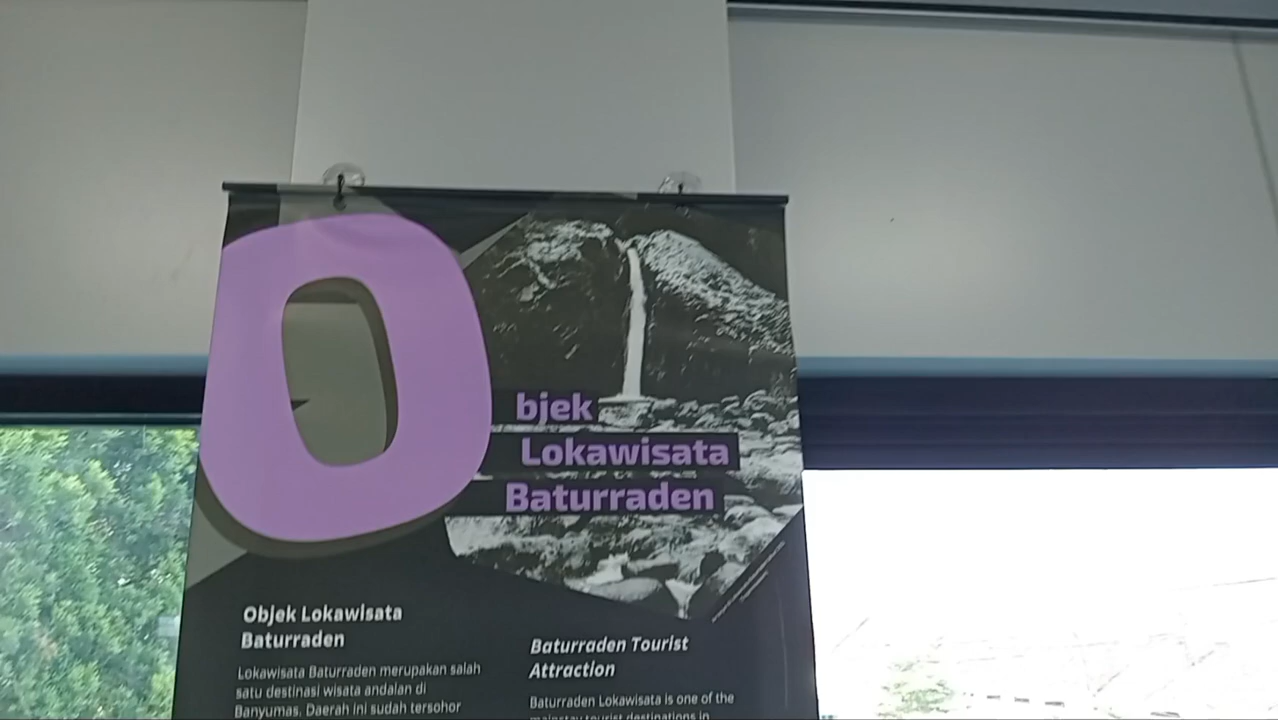 O
bjek
Lokawisata
Baturraden
Objek Lokawisata
Baturraden
Lokawisata Baturraden merupakan salah
satu destinasi wisata andalan di
Banyumas. Daerah ini sudah tersohor
Baturraden Tourist
Attraction
Baturraden Lokawisata is one of the
mainstay tourist destinations in